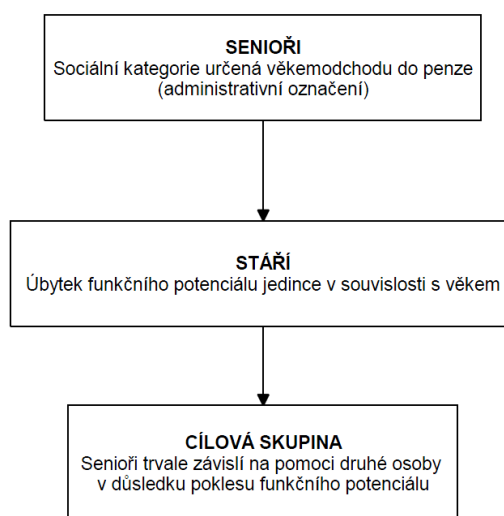 SENIOŘI
Sociální kategorie určená věkemodchodu do penze
(administrativní označení)
STÁŘÍ
Úbytek funkčního potenciálu jedince v souvislosti s věkem
CÍLOVÁ SKUPINA
Senioři trvale závislí na pomoci druhé osoby
v důsledku poklesu funkčního potenciálu